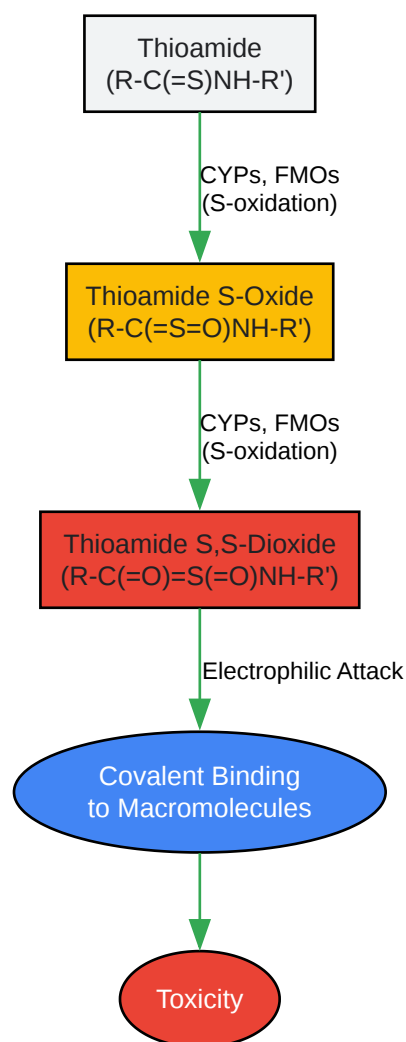 Thioamide
(R-C(=S)NH-R')
CYPs, FMOs
(S-oxidation)
Thioamide S-Oxide
(R-C(=S=O)NH-R')
CYPs, FMOs
(S-oxidation)
Thioamide S,S-Dioxide
(R-C(=O)=S(=O)NH-R')
Electrophilic Attack
Covalent Binding
to Macromolecules
Toxicity